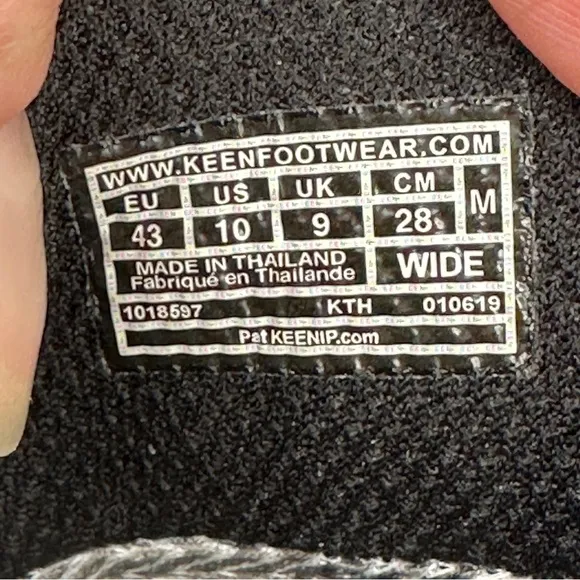 WWW.KEENFOOTWEAR.COM
EU US UK CM M
43 10 9 28
MADE IN THAILAND WIDE
Fabriqué en Thailande
1018597 KTH 010619
Pat KEENIP.com